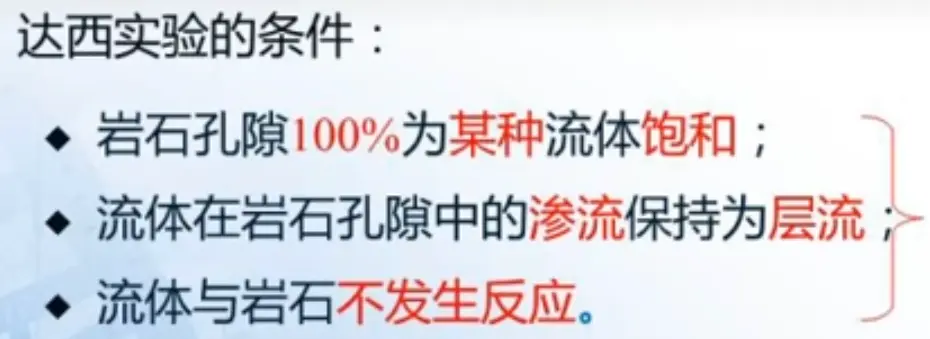 达西实验的条件：
◆ 岩石孔隙100%为某种流体饱和；
◆ 流体在岩石孔隙中的渗流保持为层流；
◆ 流体与岩石不发生反应。